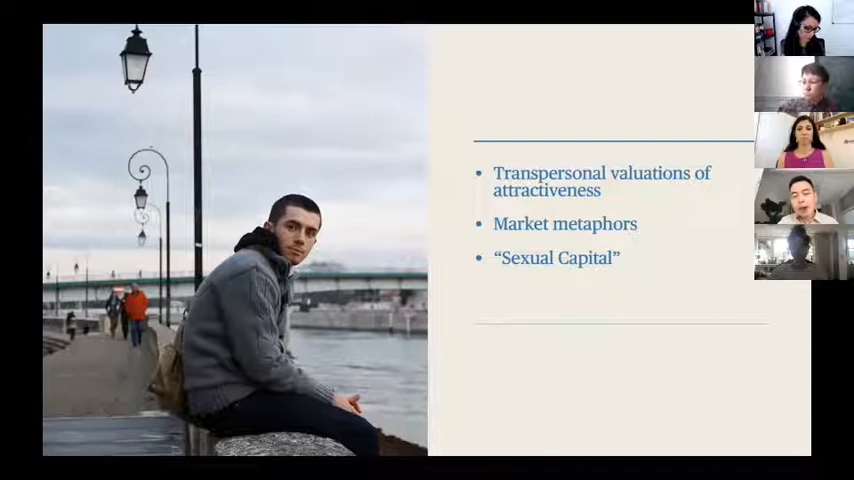 • Transpersonal valuations of
attractiveness
• Market metaphors
• “Sexual Capital”